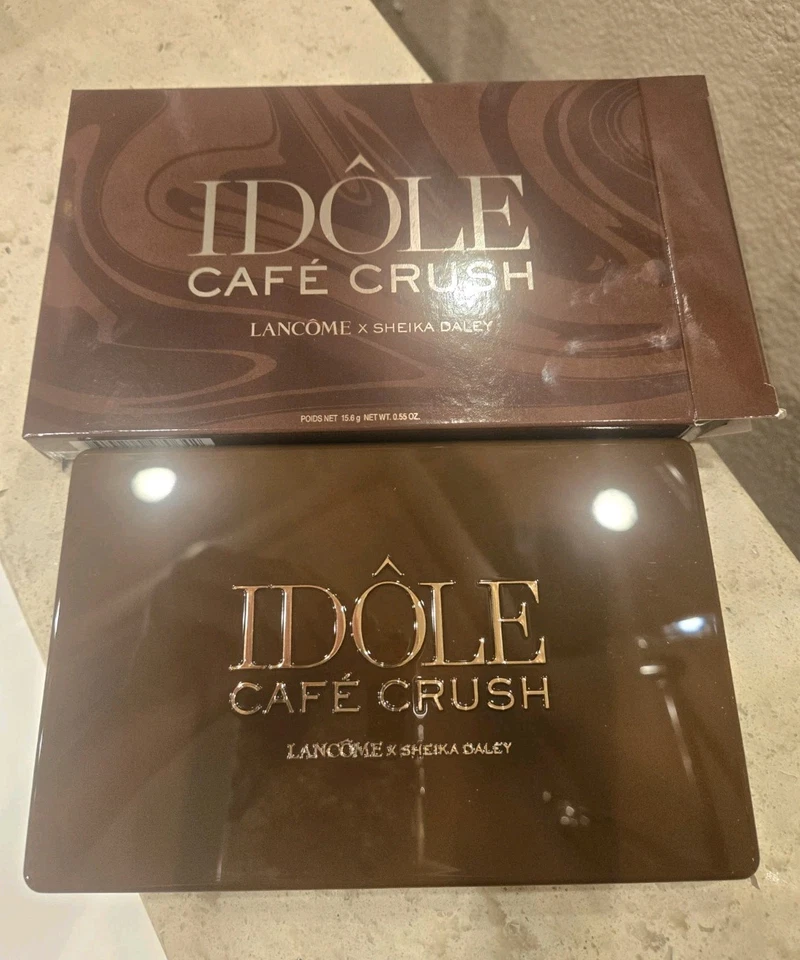 IDÔLE
CAFÉ CRUSH
LANCÔME X SHEIKA DALEY
POIDS NET 15.6 g NET WT. 0.55 OZ.
IDÔLE
CAFÉ CRUSH
LANCÔME X SHEIKA DALEY